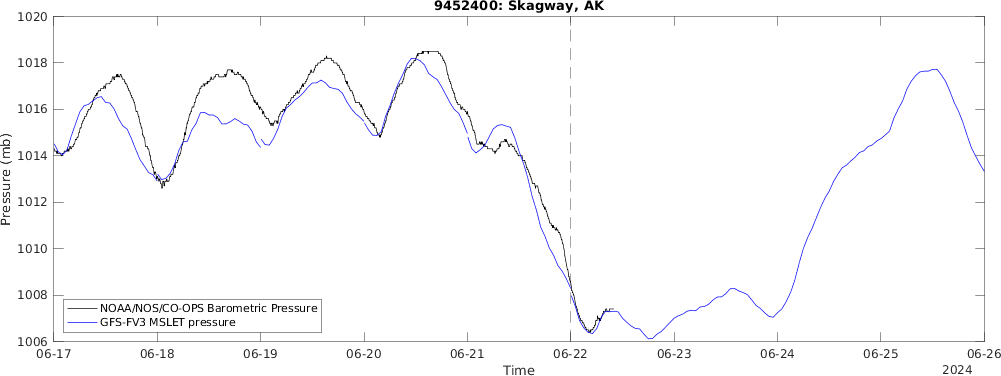 9452400: Skagway, AK
1020
1018
1016
1014
1012
1010
1008
1006
Pressure (mb)
NOAA/NOS/CO-OPS Barometric Pressure
GFS-FV3 MSLET pressure
06-17 06-18 06-19 06-20 06-21 06-22 06-23 06-24 06-25 06-26
Time
2024